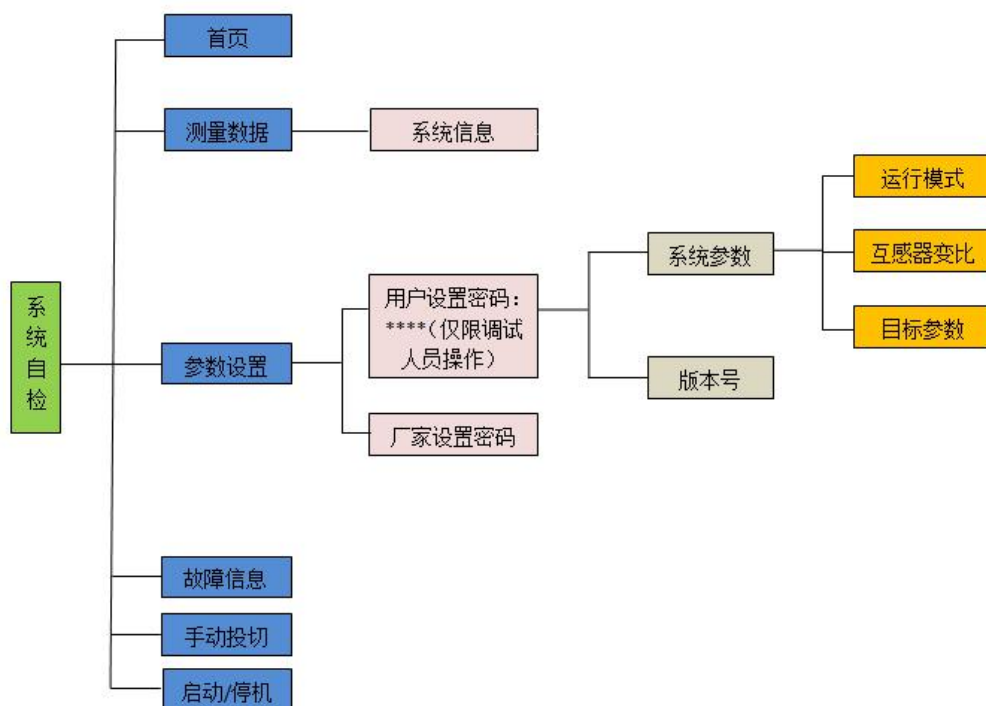 首页
测量数据
系统信息
运行模式
系统参数
互感器变比
系
统
自
检
用户设置密码：
****（仅限调试
人员操作）
目标参数
参数设置
版本号
厂家设置密码
故障信息
手动投切
启动/停机